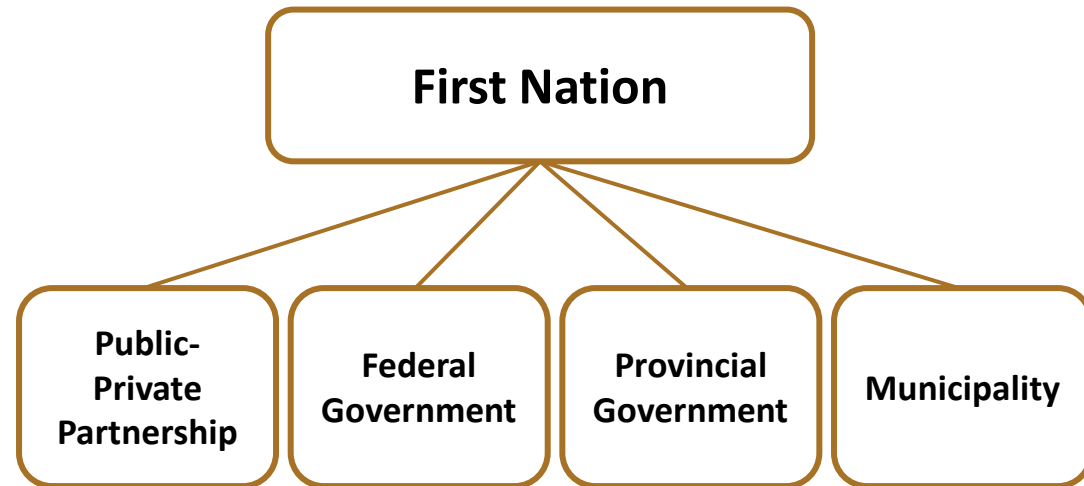 First Nation
Public-
Private
Partnership
Federal
Government
Provincial
Government
Municipality